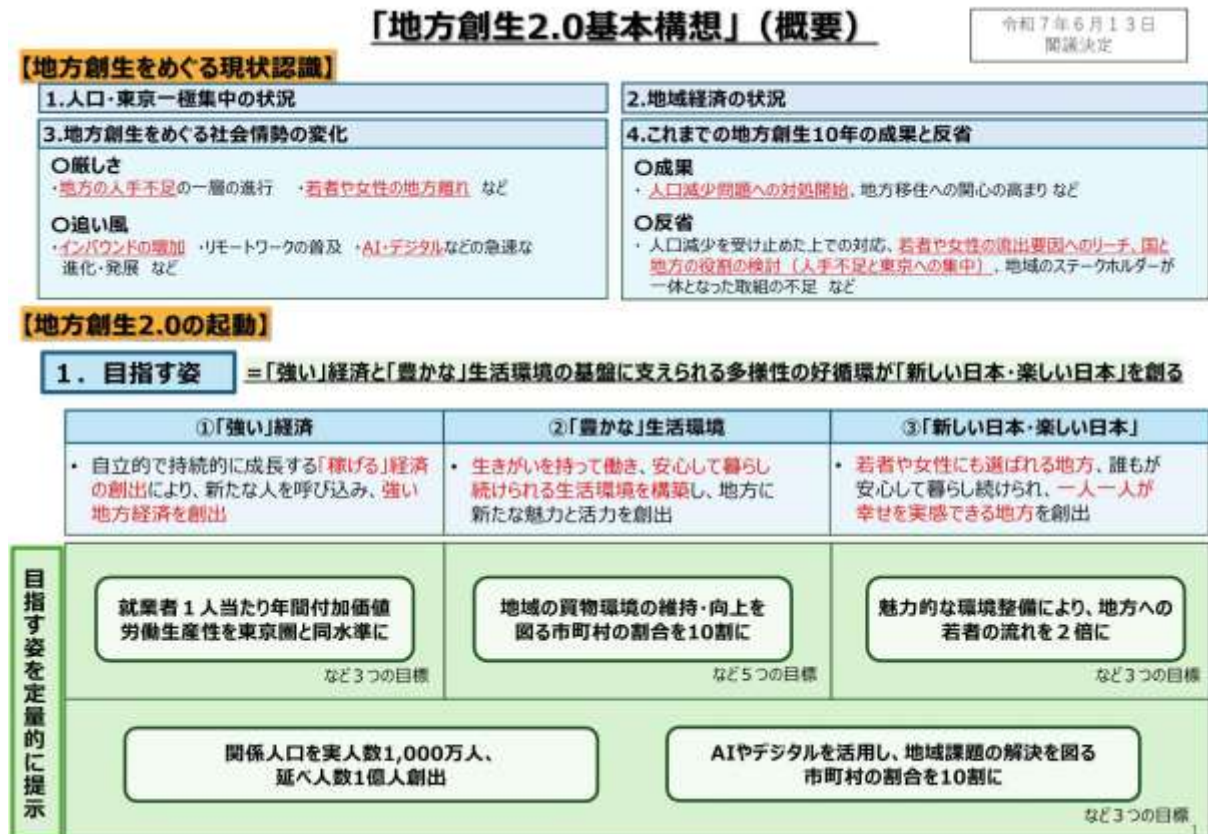 「地方創生2.0基本構想」（概要）
令和７年６月１３日
閣議決定
【地方創生をめぐる現状認識】
1.人口・東京一極集中の状況
2.地域経済の状況
3.地方創生をめぐる社会情勢の変化
〇厳しさ
・地方の人手不足の一層の進行　・若者や女性の地方離れ など
〇追い風
・インバウンドの増加 ・リモートワークの普及 ・AI・デジタルなどの急速な
進化・発展 など
4.これまでの地方創生10年の成果と反省
〇成果
・ 人口減少問題への対処開始、地方移住への関心の高まり など
〇反省
・ 人口減少を受け止めた上での対応、若者や女性の流出要因へのリーチ、国と
地方の役割の検討（人手不足と東京への集中）、地域のステークホルダーが
一体となった取組の不足 など
【地方創生2.0の起動】
１．目指す姿
＝「強い」経済と「豊かな」生活環境の基盤に支えられる多様性の好循環が「新しい日本・楽しい日本」を創る
①「強い」経済
・ 自立的で持続的に成長する「稼げる」経済
の創出により、新たな人を呼び込み、強い
地方経済を創出
②「豊かな」生活環境
・ 生きがいを持って働き、安心して暮らし
続けられる生活環境を構築し、地方に
新たな魅力と活力を創出
③「新しい日本・楽しい日本」
・ 若者や女性にも選ばれる地方、誰もが
安心して暮らし続けられ、一人一人が
幸せを実感できる地方を創出
目指す姿を定量的に提示
就業者１人当たり年間付加価値
労働生産性を東京圏と同水準に
など３つの目標
地域の買物環境の維持・向上を
図る市町村の割合を10割に
など５つの目標
魅力的な環境整備により、地方への
若者の流れを２倍に
など３つの目標
関係人口を実人数1,000万人、
延べ人数1億人創出
AIやデジタルを活用し、地域課題の解決を図る
市町村の割合を10割に
など３つの目標
1